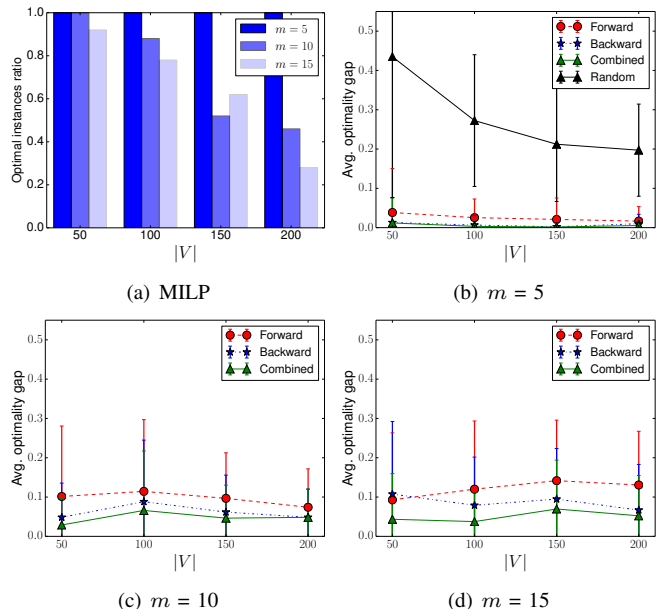 1.0
0.8
0.6
0.4
0.2
0.0
Optimal instances ratio
m = 5
m = 10
m = 15
50 100 150 200
|V|
(a) MILP
0.5
0.4
0.3
0.2
0.1
0.0
Avg. optimality gap
Forward
Backward
Combined
Random
50 100 150 200
|V|
(b) m = 5
0.5
0.4
0.3
0.2
0.1
0.0
Avg. optimality gap
Forward
Backward
Combined
50 100 150 200
|V|
(c) m = 10
0.5
0.4
0.3
0.2
0.1
0.0
Avg. optimality gap
Forward
Backward
Combined
50 100 150 200
|V|
(d) m = 15